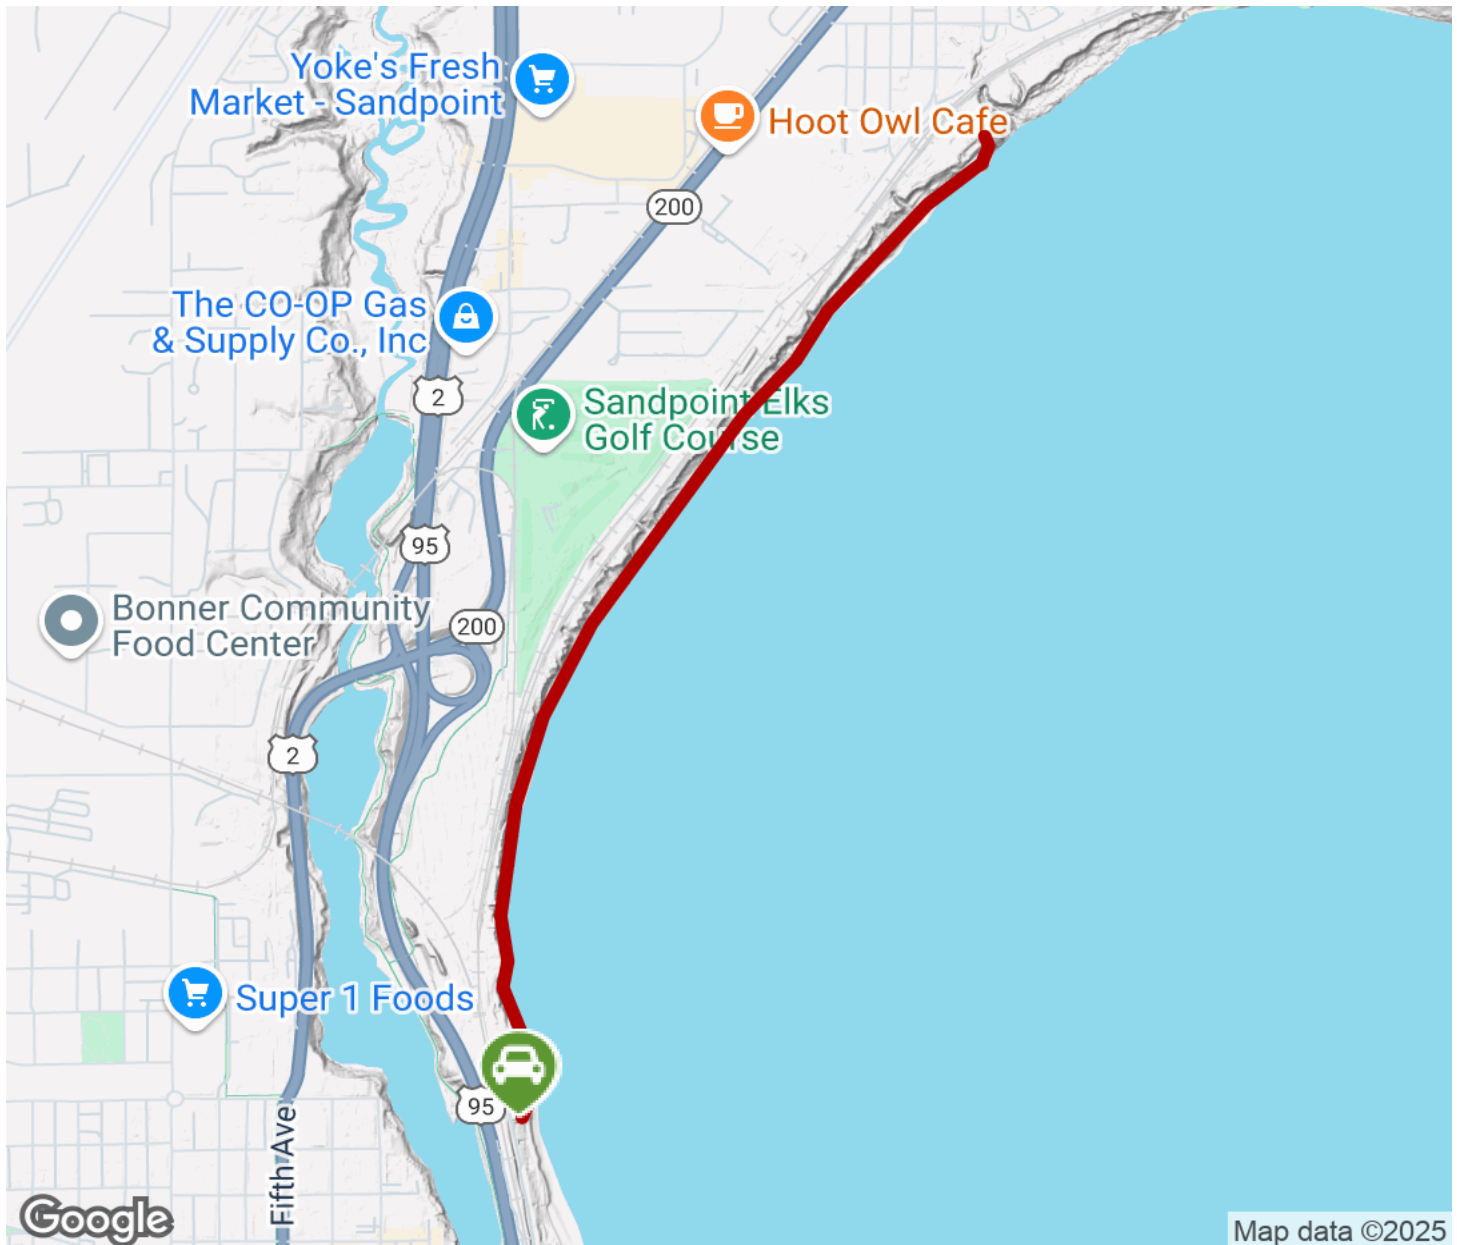 Yoke's Fresh
Market - Sandpoint
Hoot Owl Cafe
200
The CO-OP Gas
& Supply Co., Inc
2
Sandpoint Elks
Golf Course
95
Bonner Community
Food Center
200
2
Super 1 Foods
95
Fifth Ave
Google
Map data ©2025